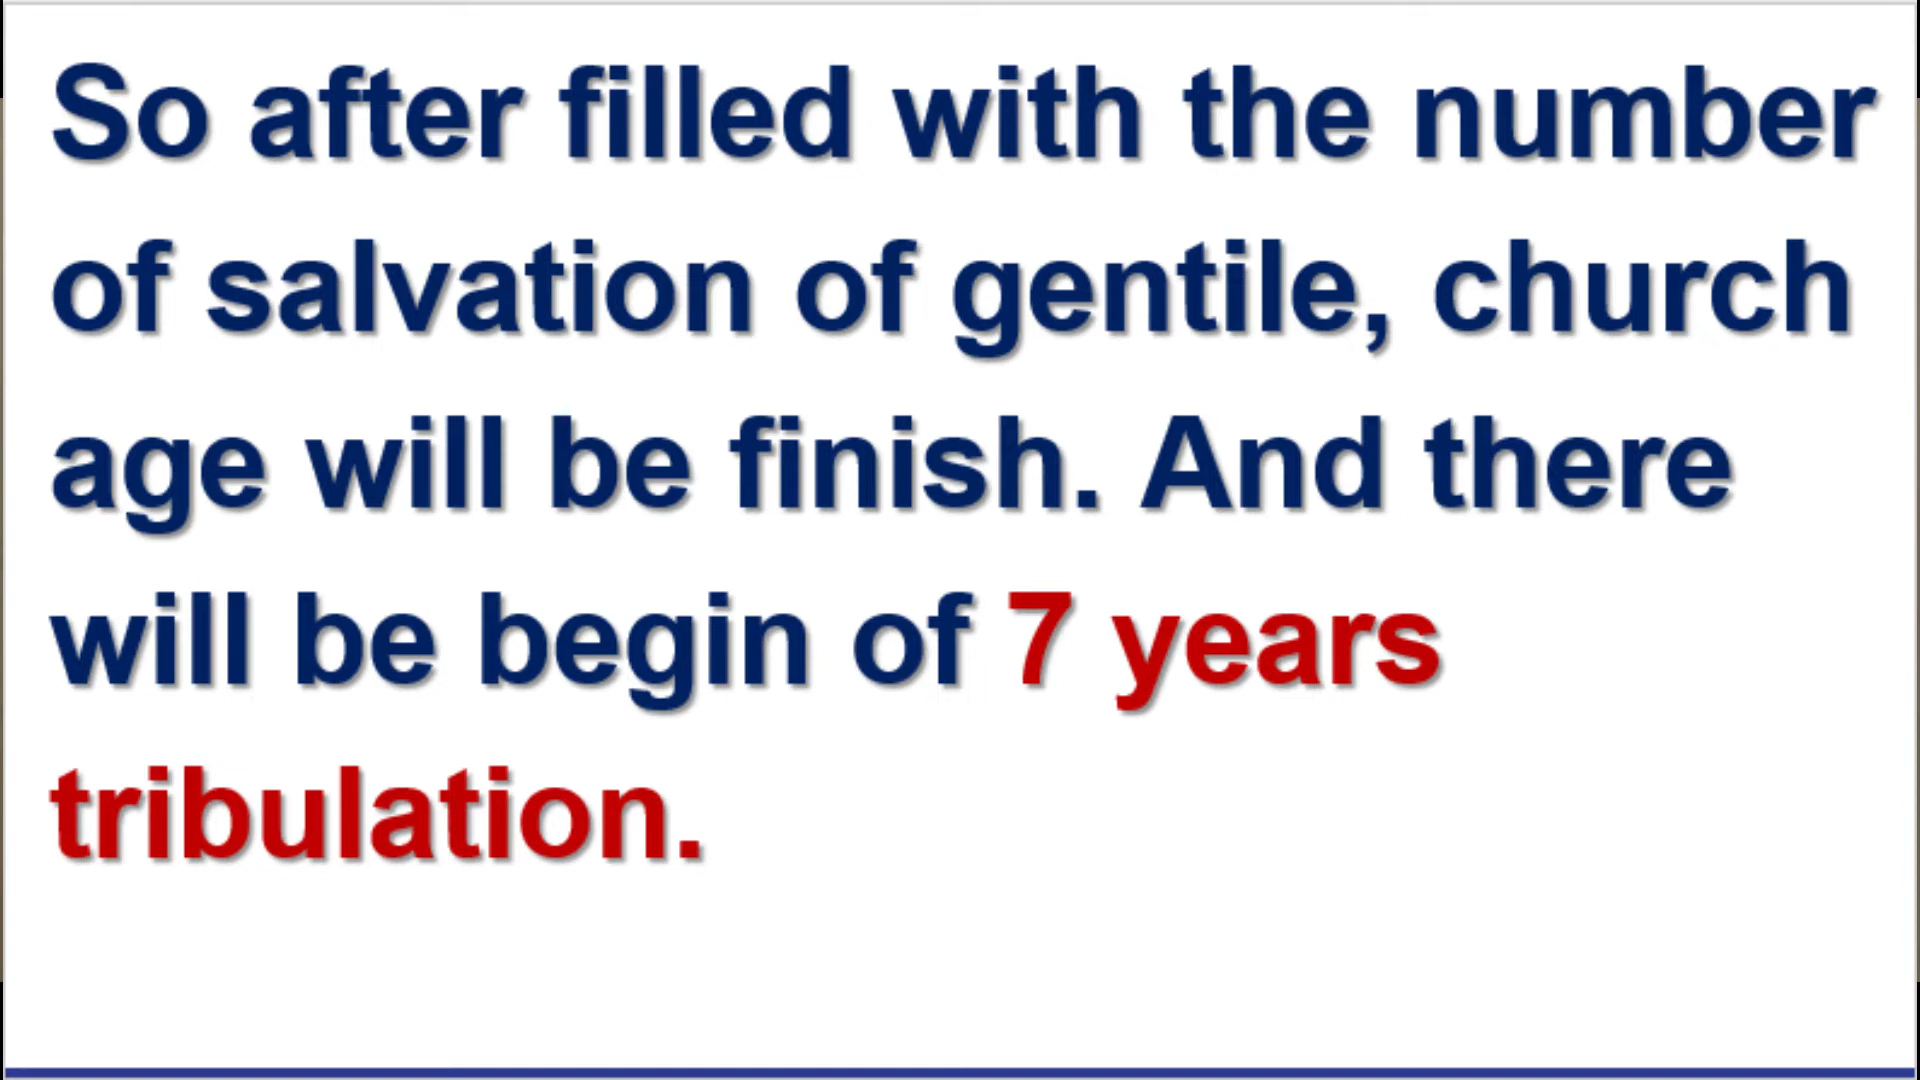 So after filled with the number
of salvation of gentile, church
age will be finish. And there
will be begin of 7 years
tribulation.